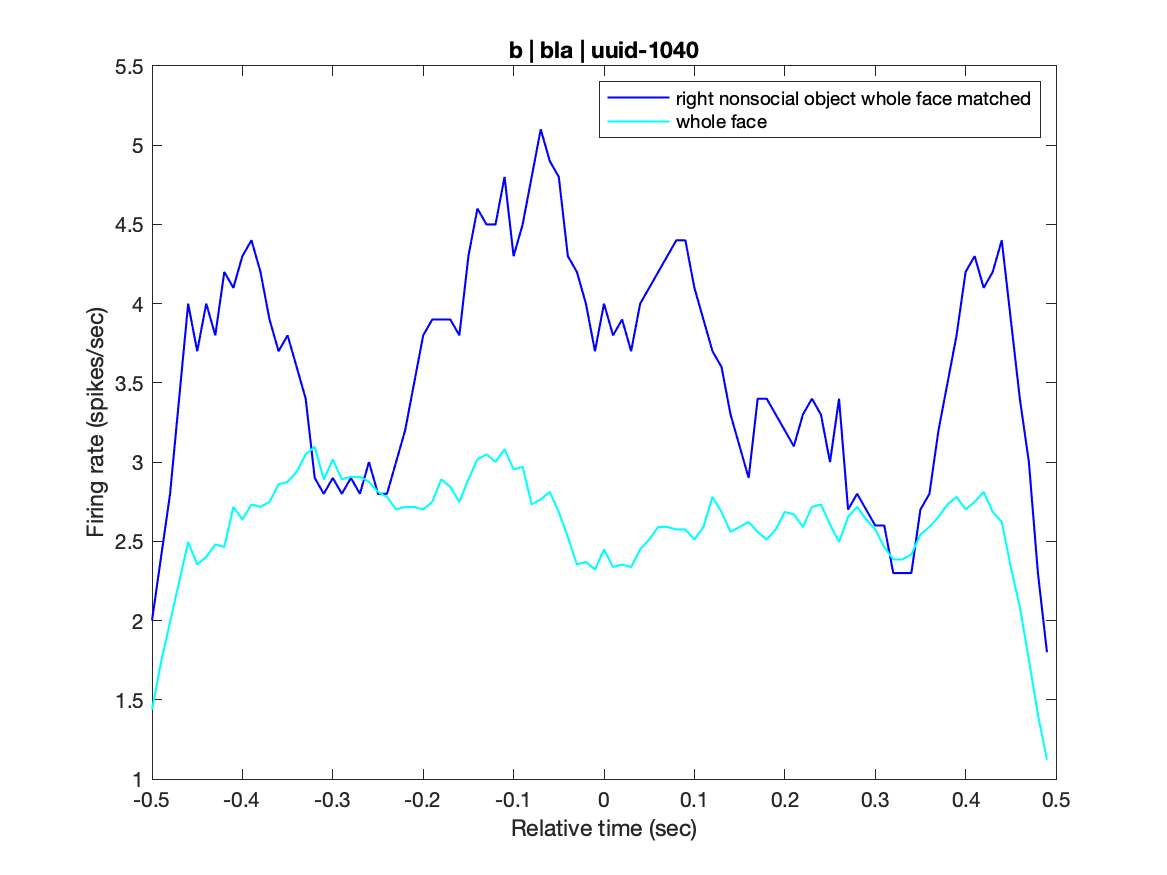 b | bla | uuid-1040
right nonsocial object whole face matched
whole face
5.5
5
4.5
4
3.5
3
2.5
2
1.5
1
Firing rate (spikes/sec)
-0.5 -0.4 -0.3 -0.2 -0.1 0 0.1 0.2 0.3 0.4 0.5
Relative time (sec)